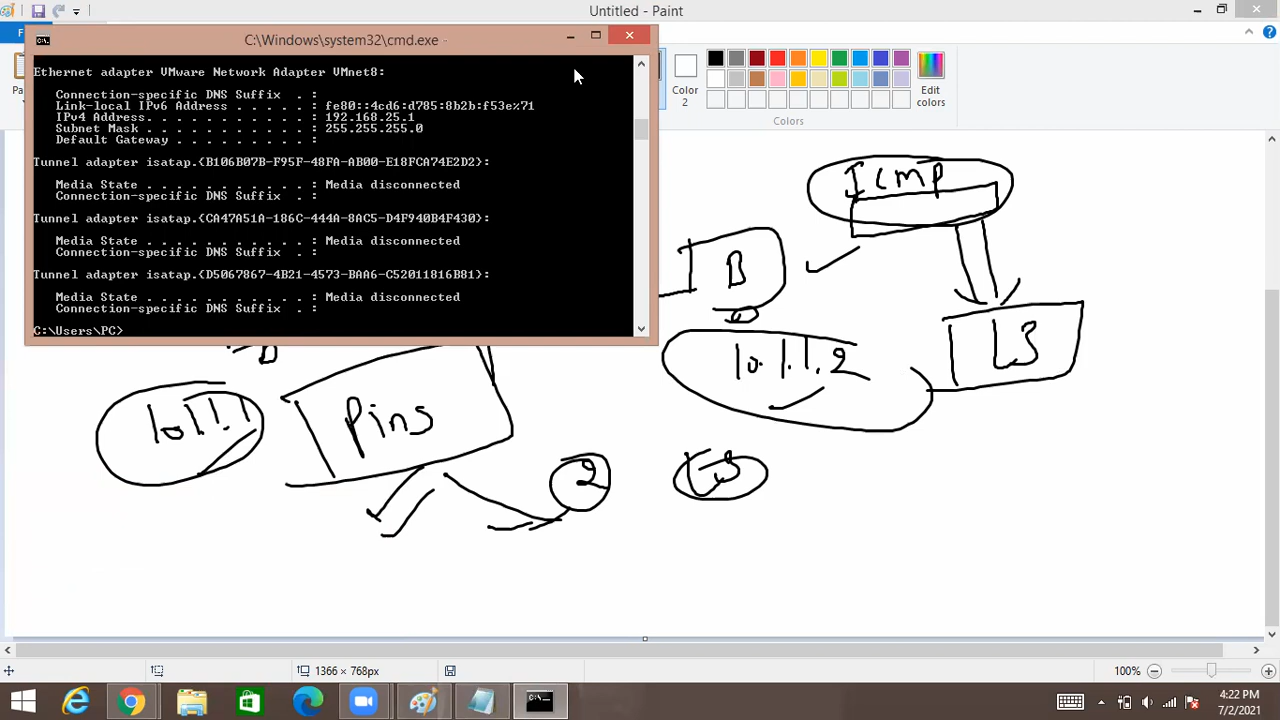 Untitled - Paint
C:\Windows\system32\cmd.exe
Ethernet adapter VMware Network Adapter VMnet8:
Connection-specific DNS Suffix . :
Link-local IPv6 Address . . . . . : fe80::4cd6:d785:8b2b:f53e%71
IPv4 Address. . . . . . . . . . . : 192.168.25.1
Subnet Mask . . . . . . . . . . . : 255.255.255.0
Default Gateway . . . . . . . . . :
Tunnel adapter isatap.{B106B07B-F95F-48FA-AB00-E18FCA74E2D2}:
Media State . . . . . . . . . . . : Media disconnected
Connection-specific DNS Suffix . :
Tunnel adapter isatap.{CA47A51A-186C-444A-8AC5-D4F940B4F430}:
Media State . . . . . . . . . . . : Media disconnected
Connection-specific DNS Suffix . :
Tunnel adapter isatap.{D5067867-4B21-4573-BAA6-C52011816B81}:
Media State . . . . . . . . . . . : Media disconnected
Connection-specific DNS Suffix . :
C:\Users\PC>
Color 2
Edit colors
Colors
Icmp
B
10.1.1.2
L3
10.1.1.1
Pins
2
L3
1366 × 768px
100%
4:22 PM
7/2/2021